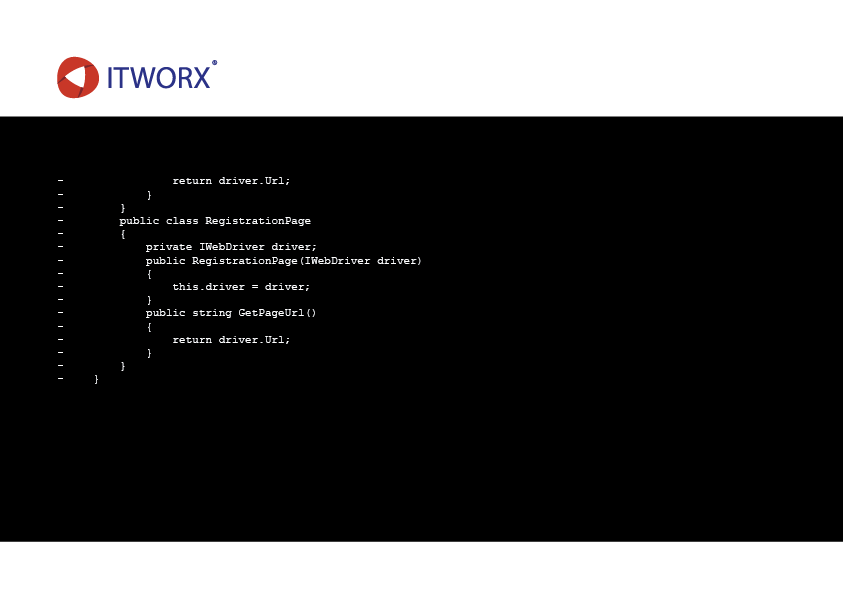 ITWORX®
-                 return driver.Url;
-             }
-         }
-         public class RegistrationPage
-         {
-             private IWebDriver driver;
-             public RegistrationPage(IWebDriver driver)
-             {
-                 this.driver = driver;
-             }
-             public string GetPageUrl()
-             {
-                 return driver.Url;
-             }
-         }
-     }